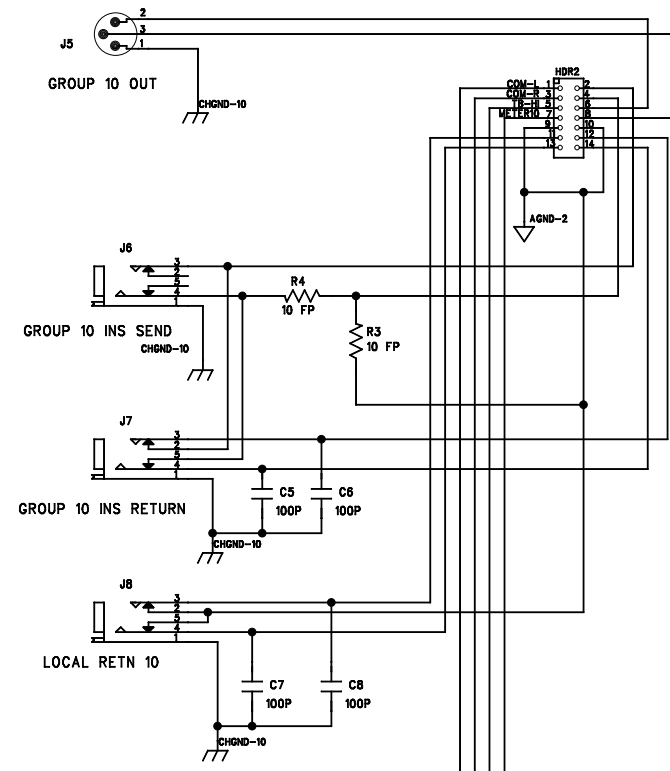 2
3
J5
1
GROUP 10 OUT
CHGND-10
HDR2
COM-L 1 2
COM-R 3 4
TB-HI 5 6
METER10 7 8
9 10
11 12
13 14
AGND-2
J6
3
2
5
4
1
R4
10 FP
GROUP 10 INS SEND
CHGND-10
R3
10 FP
J7
3
2
5
4
1
C5
100P
C6
100P
GROUP 10 INS RETURN
CHGND-10
J8
3
2
5
4
1
LOCAL RETN 10
C7
100P
C8
100P
CHGND-10